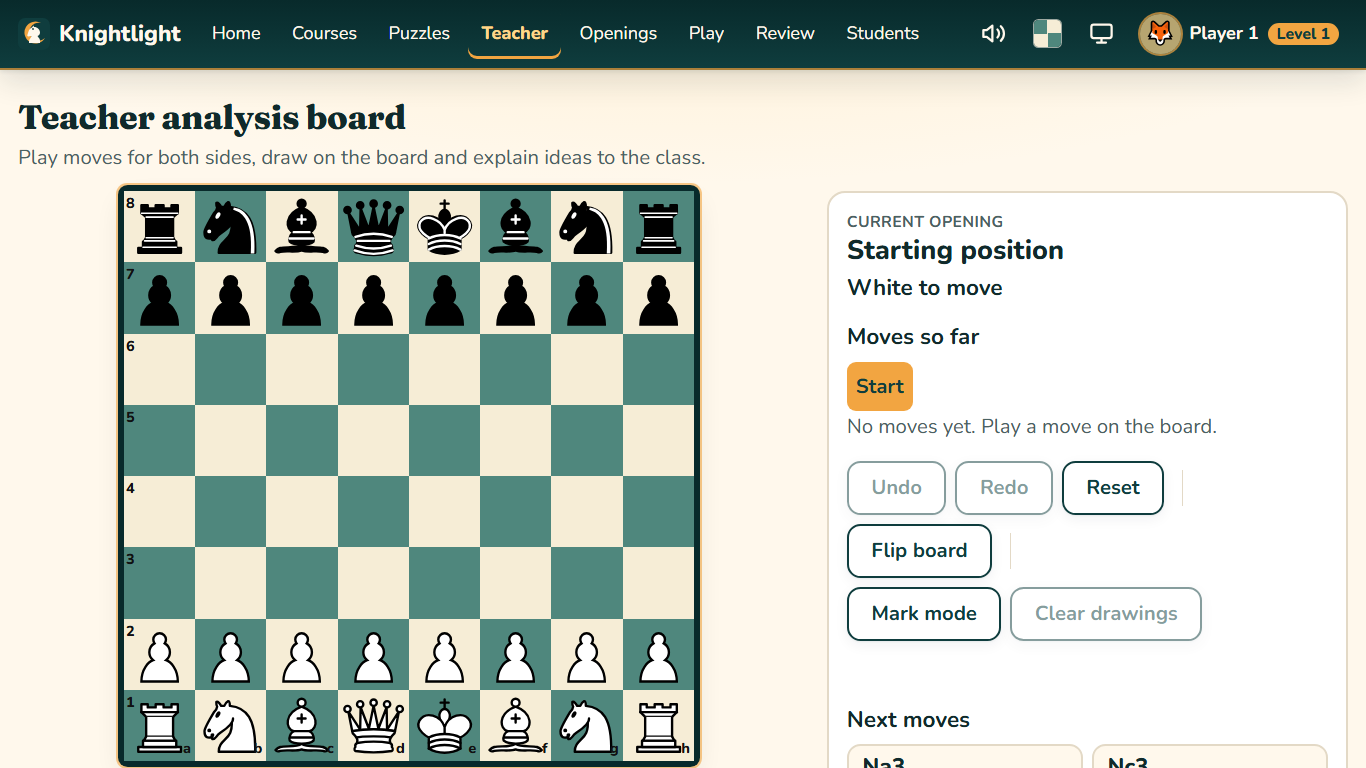 Knightlight Home Courses Puzzles Teacher Openings Play Review Students Player 1 Level 1
Teacher analysis board
Play moves for both sides, draw on the board and explain ideas to the class.
8
7
6
5
4
3
2
1
a b c d e f g h
CURRENT OPENING
Starting position
White to move
Moves so far
Start
No moves yet. Play a move on the board.
Undo Redo Reset
Flip board
Mark mode Clear drawings
Next moves
Na3 Nc3